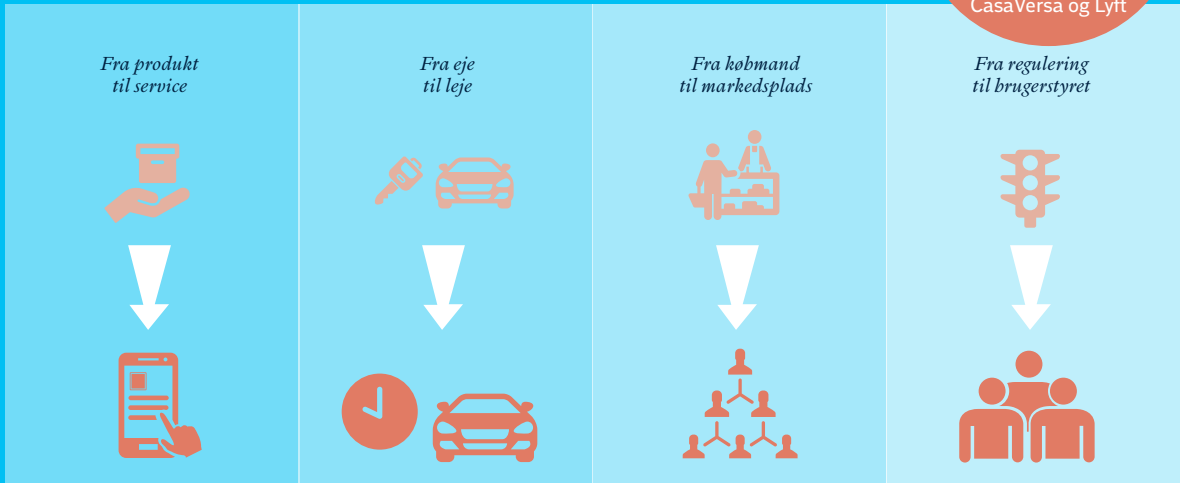 CasaVersa og Lyft
Fra produkt
til service
Fra eje
til leje
Fra købmand
til markedsplads
Fra regulering
til brugerstyret